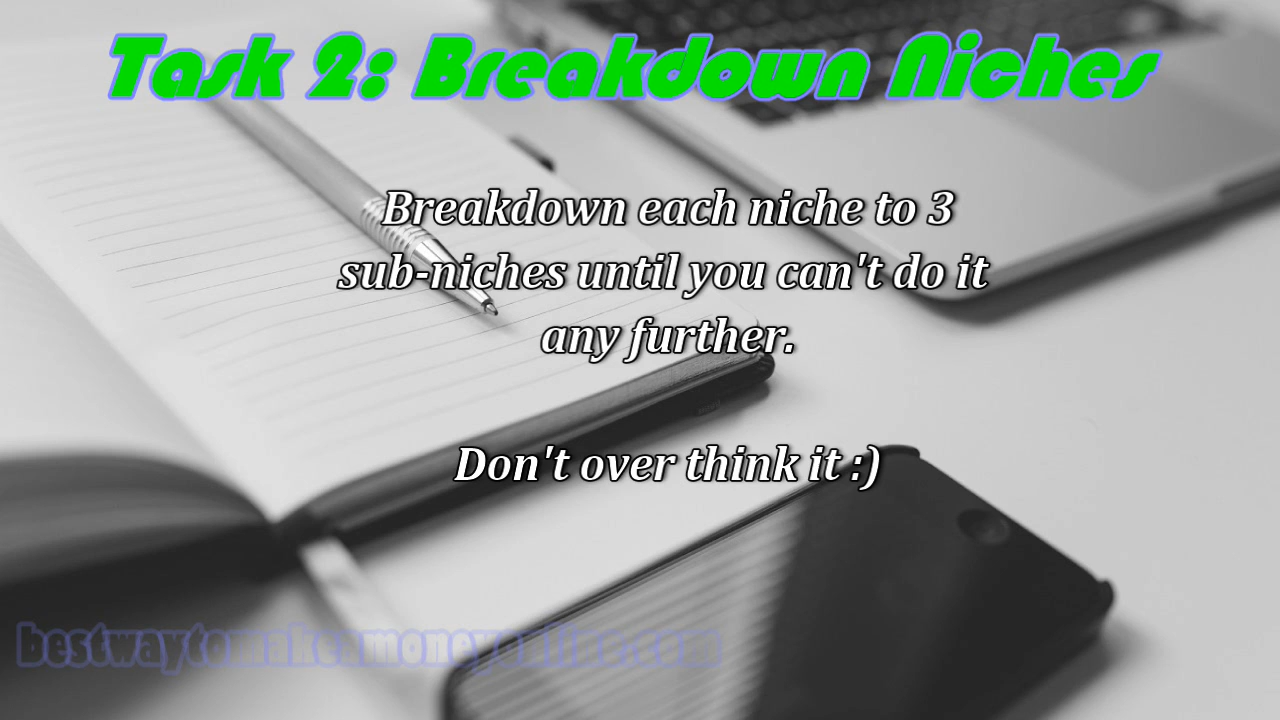 Task 2: Breakdown Niches
Breakdown each niche to 3
sub-niches until you can't do it
any further.
Don't over think it :)
bestwaytomakeamoneyonline.com